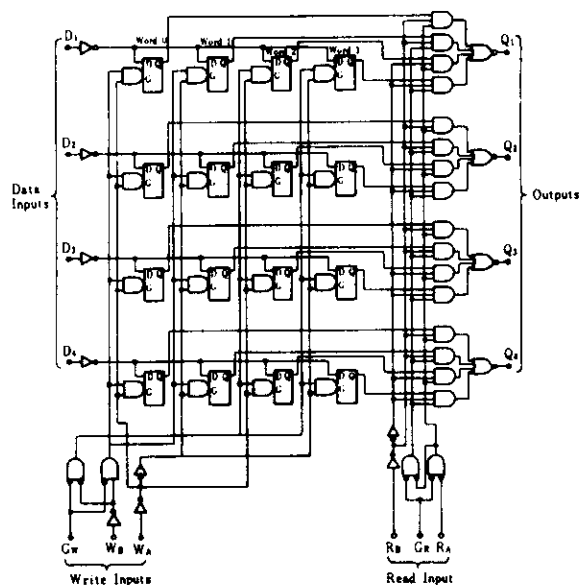 D1
Word 0
Word 1
Word 2
Word 3
Q1
D Q
G
D Q
G
D Q
G
D Q
G
D2
Q2
D Q
G
D Q
G
D Q
G
D Q
G
Data
Inputs
Outputs
D3
Q3
D Q
G
D Q
G
D Q
G
D Q
G
D4
Q4
D Q
G
D Q
G
D Q
G
D Q
G
GW
WB
WA
RB
GR
RA
Write Inputs
Read Input